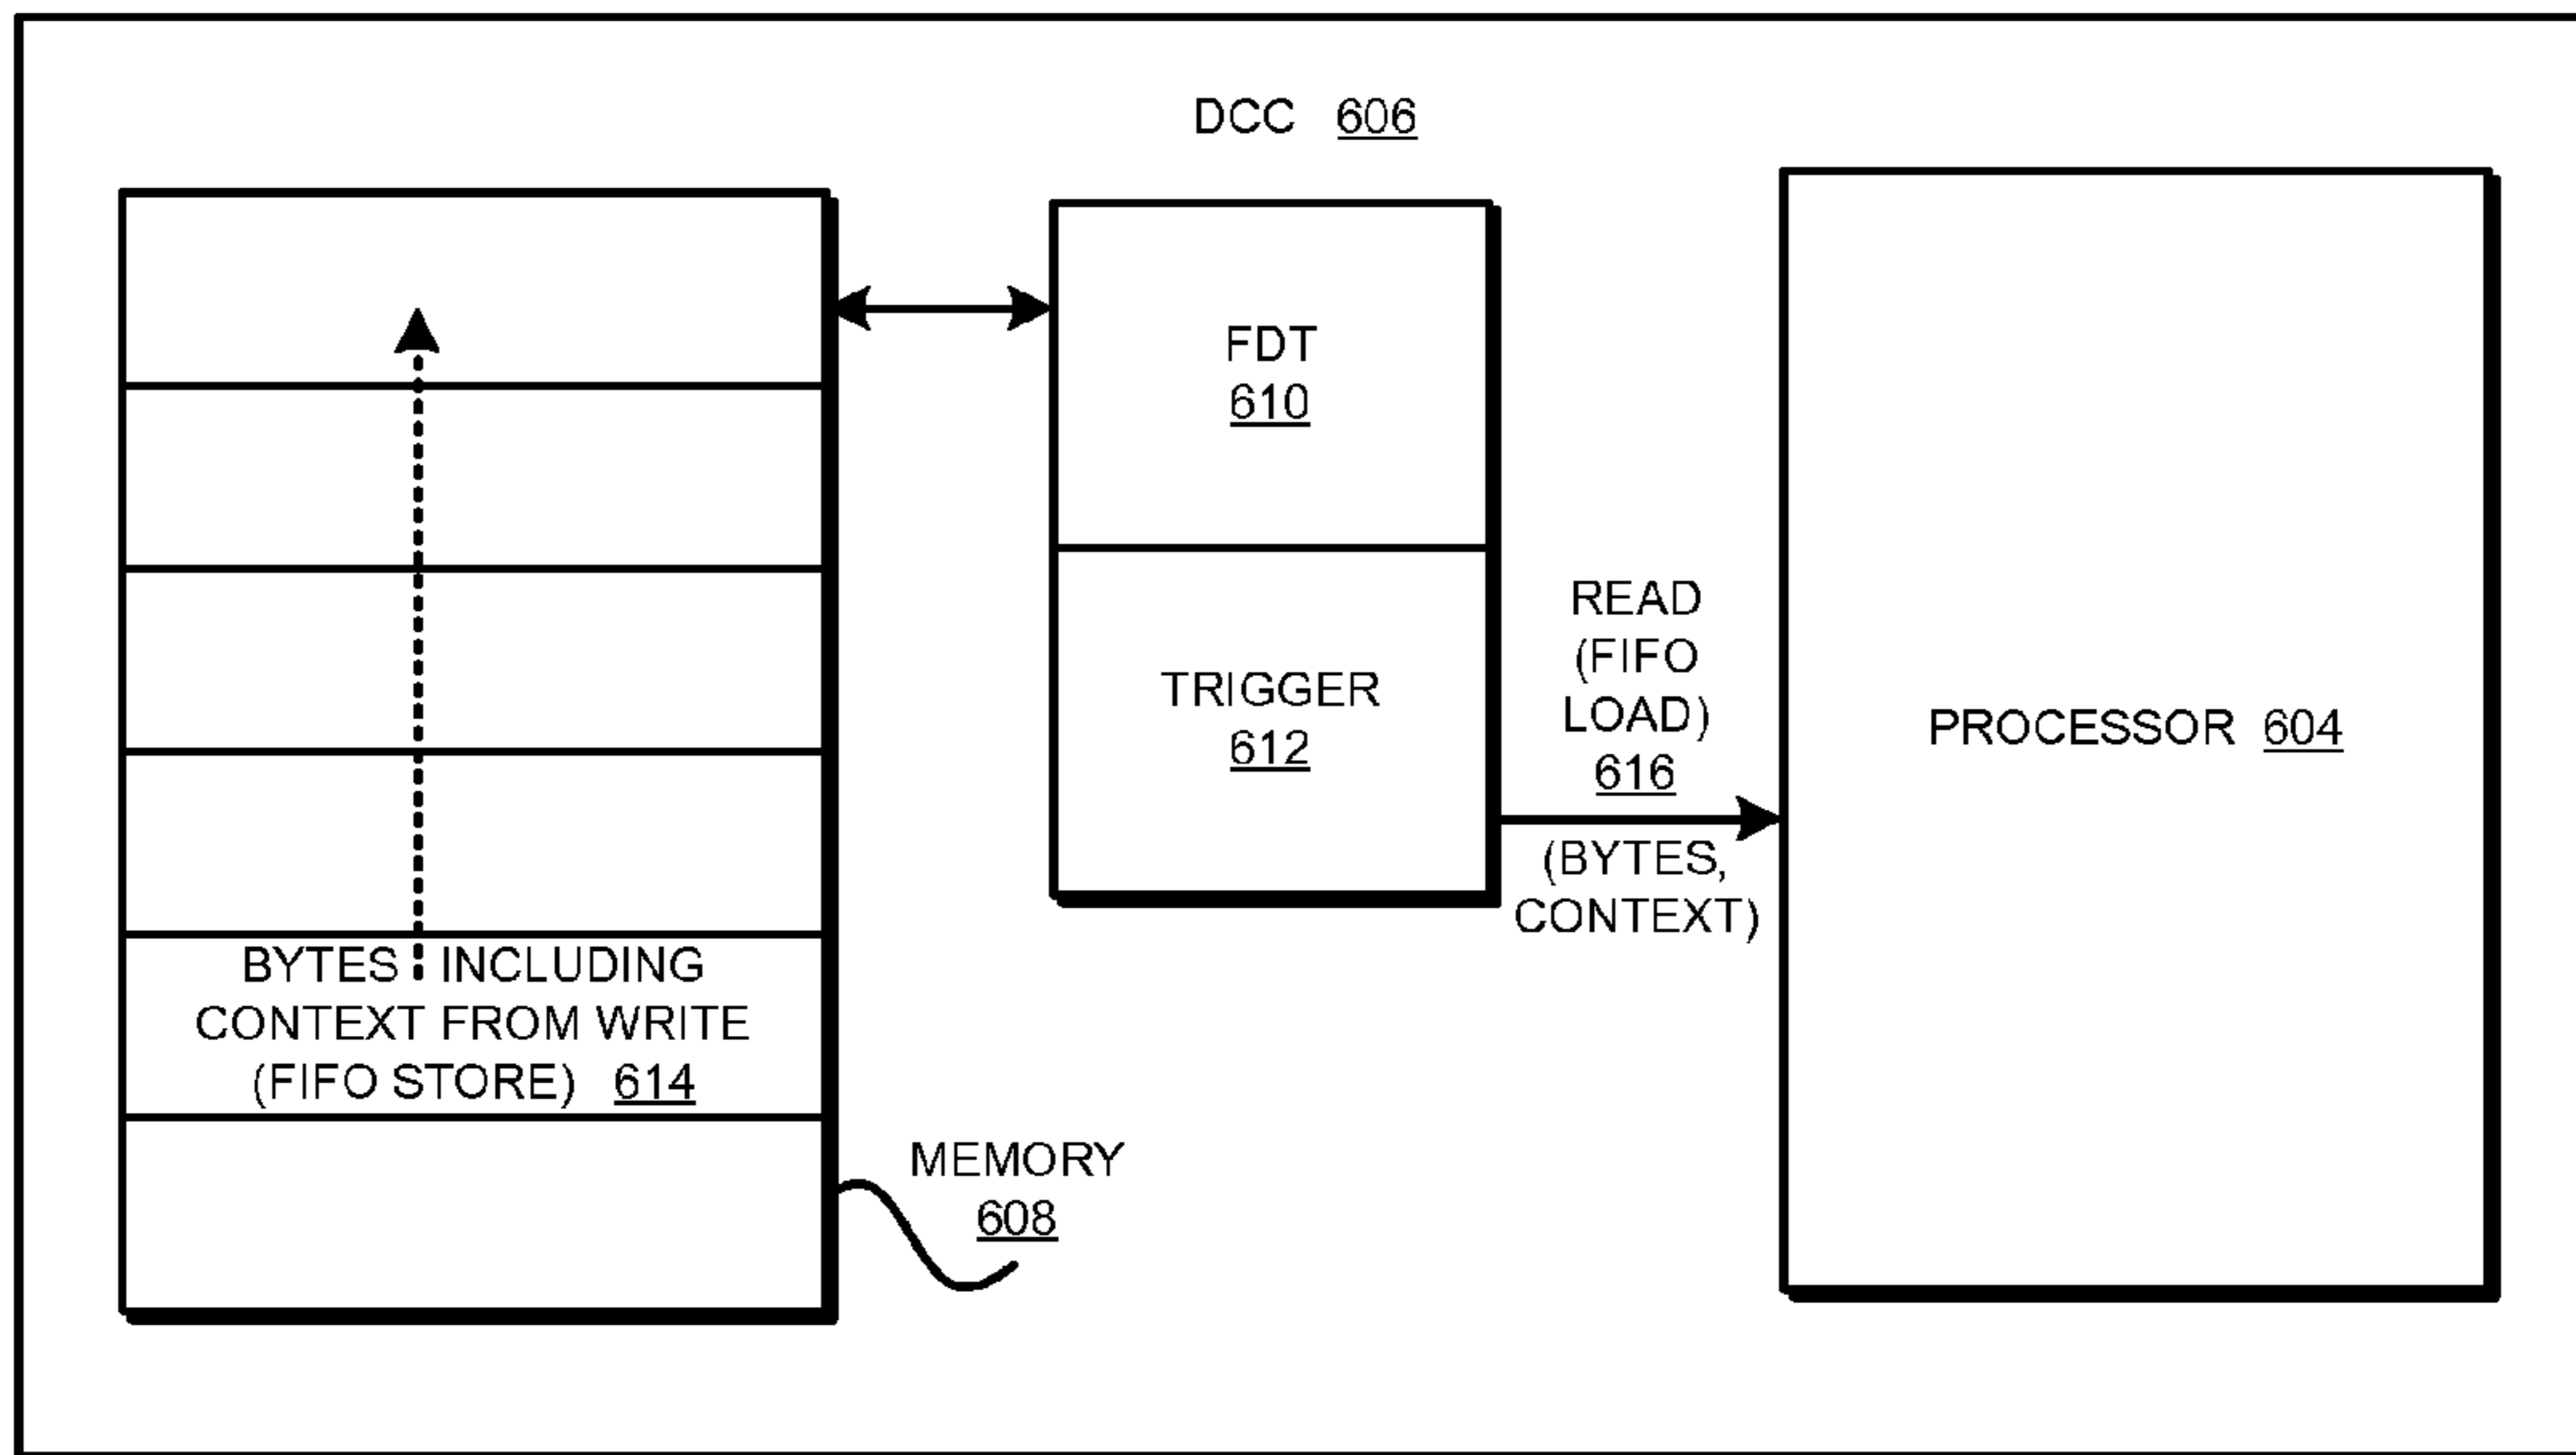 DCC 606
FDT
610
TRIGGER
612
READ
(FIFO
LOAD)
616
(BYTES,
CONTEXT)
PROCESSOR 604
BYTES INCLUDING
CONTEXT FROM WRITE
(FIFO STORE) 614
MEMORY
608